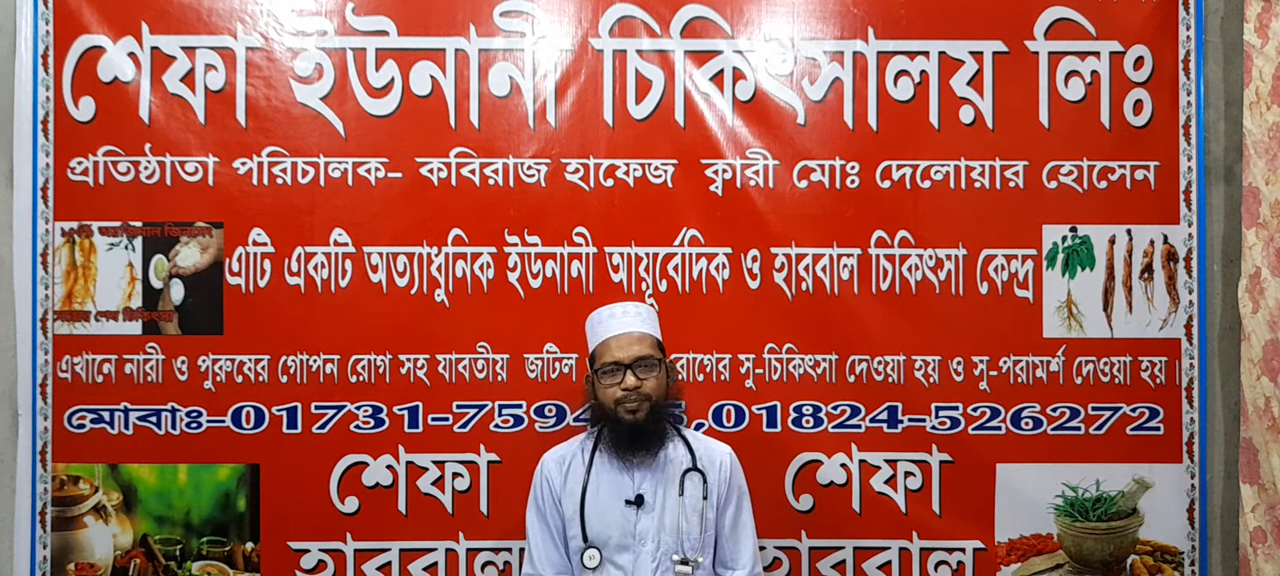 শেফা ইউনানী চিকিৎসালয় লিঃ
প্রতিষ্ঠাতা পরিচালক- কবিরাজ হাফেজ ক্বারী মোঃ দেলোয়ার হোসেন
এটি একটি অত্যাধুনিক ইউনানী আয়ূর্বেদিক ও হারবাল চিকিৎসা কেন্দ্র
এখানে নারী ও পুরুষের গোপন রোগ সহ যাবতীয় জটিল রোগের সু-চিকিৎসা দেওয়া হয় ও সু-পরামর্শ দেওয়া হয়।
মোবাঃ-01731-759 ,01824-526272
শেফা শেফা
হারবাল হারবাল